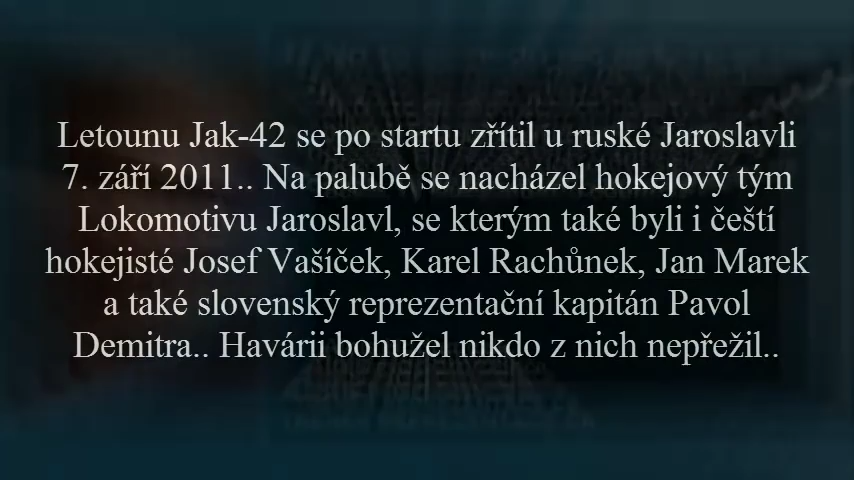 Letounu Jak-42 se po startu zřítil u ruské Jaroslavli
7. září 2011.. Na palubě se nacházel hokejový tým
Lokomotivu Jaroslavl, se kterým také byli i čeští
hokejisté Josef Vašíček, Karel Rachůnek, Jan Marek
a také slovenský reprezentační kapitán Pavol
Demitra.. Havárii bohužel nikdo z nich nepřežil..